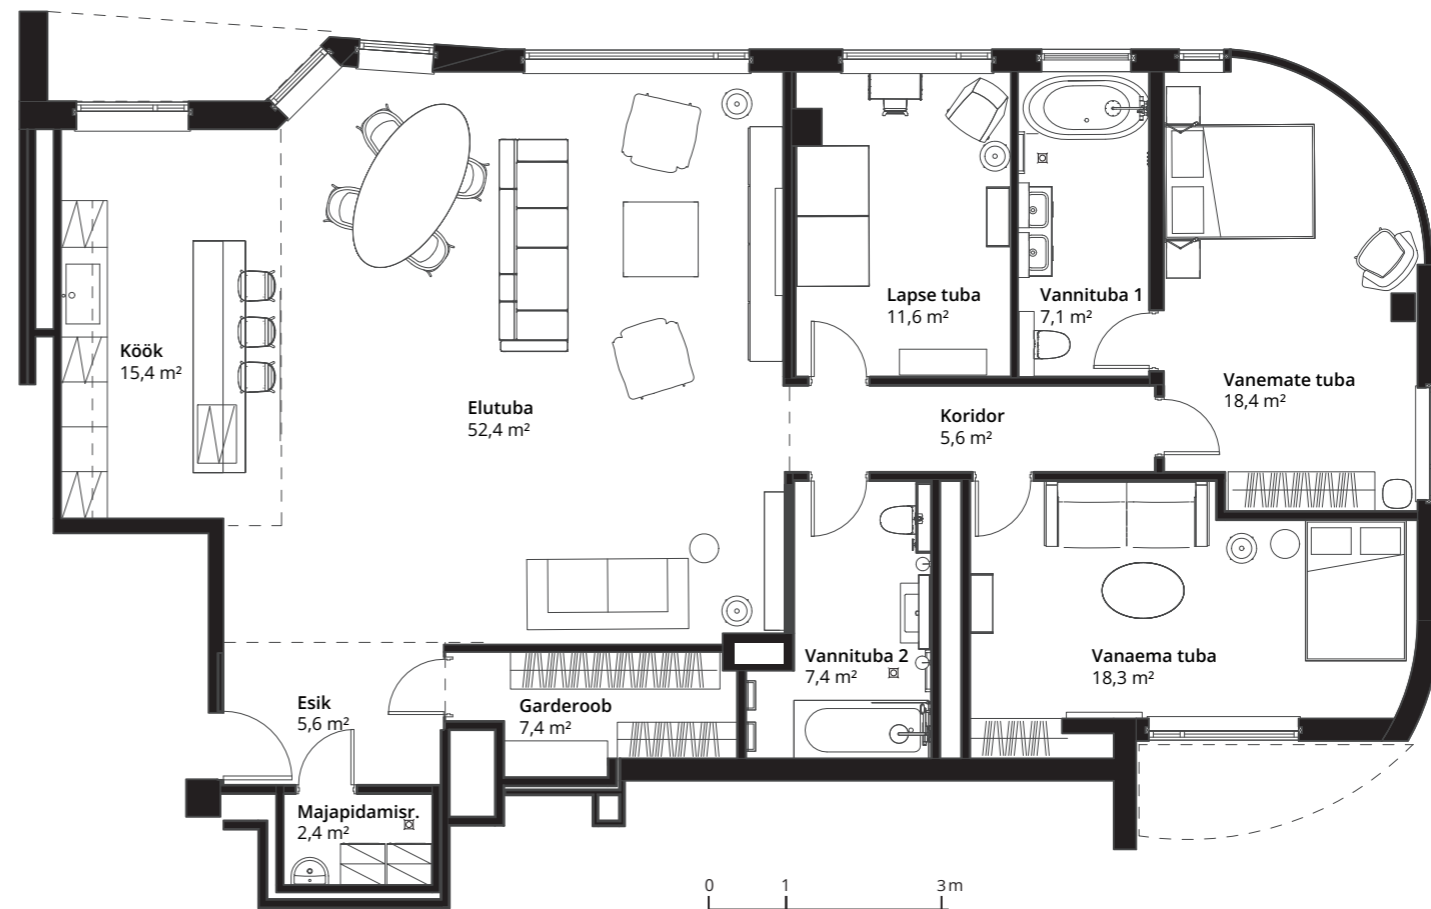 Lapse tuba
11,6 m²
Vannituba 1
7,1 m²
Köök
15,4 m²
Vanemate tuba
18,4 m²
Elutuba
52,4 m²
Koridor
5,6 m²
Vannituba 2
7,4 m²
Vanaema tuba
18,3 m²
Esik
5,6 m²
Garderoob
7,4 m²
Majapidamisr.
2,4 m²
0 1 3 m